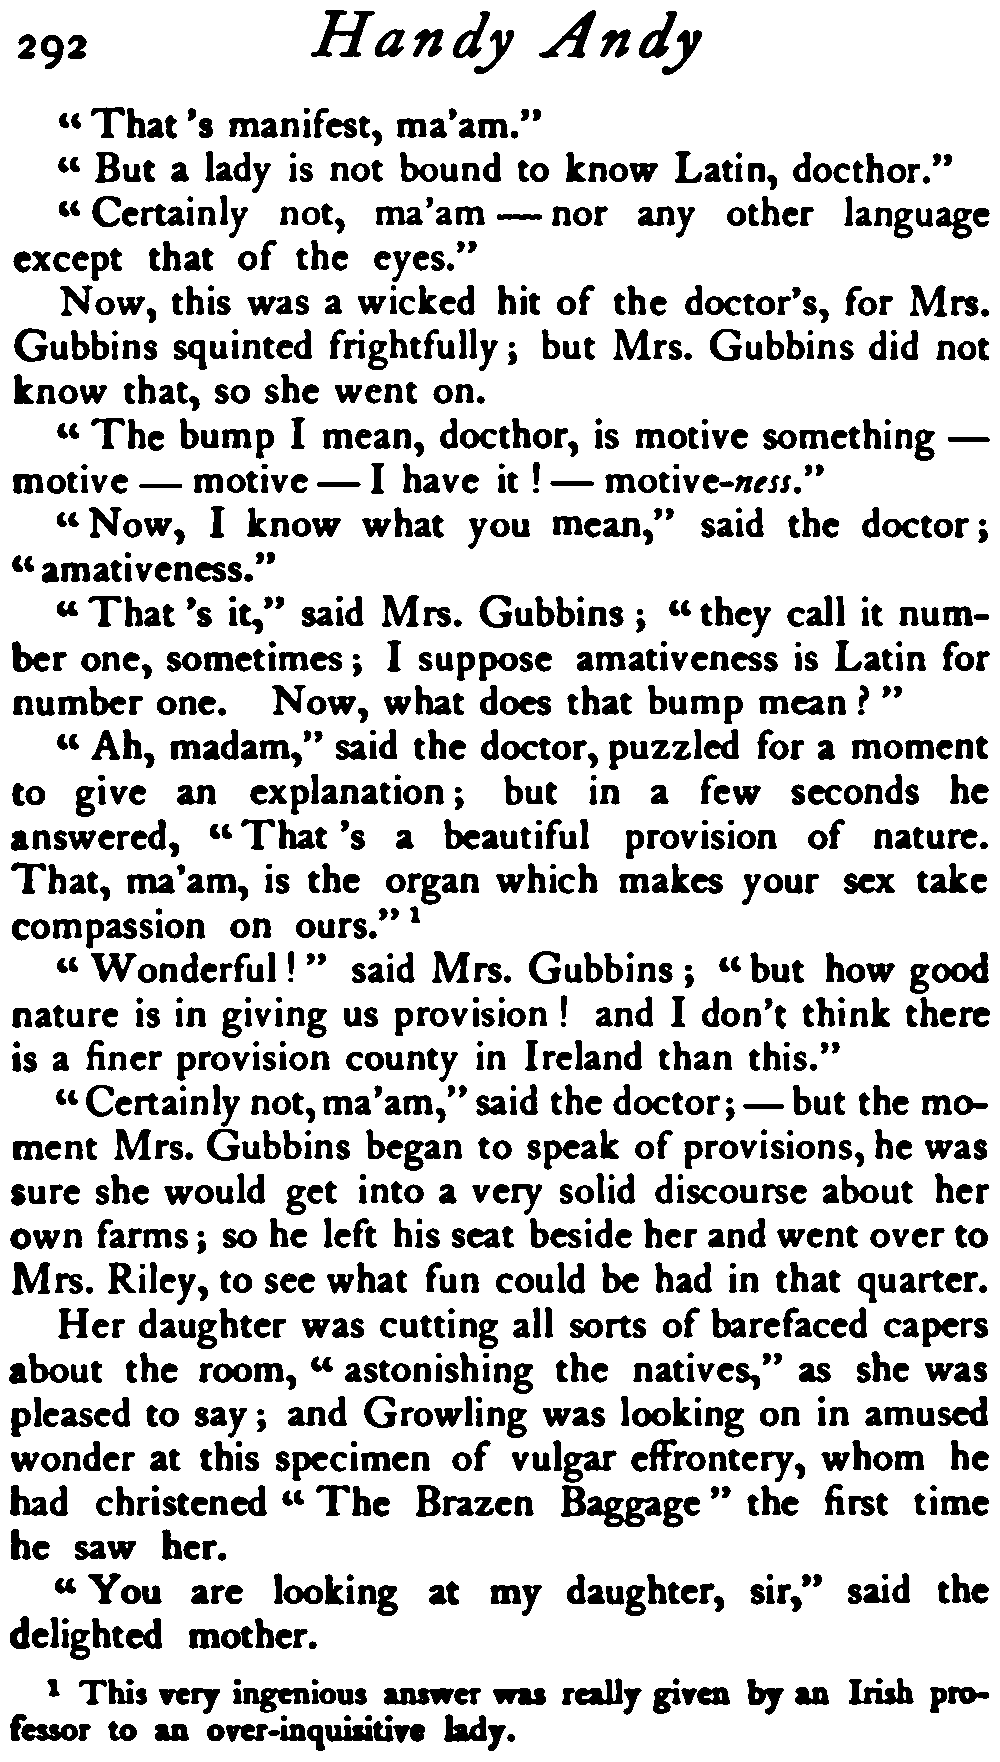 292 Handy Andy
“ That 's manifest, ma'am.”
“ But a lady is not bound to know Latin, docthor.”
“ Certainly not, ma'am — nor any other language
except that of the eyes.”
Now, this was a wicked hit of the doctor's, for Mrs.
Gubbins squinted frightfully ; but Mrs. Gubbins did not
know that, so she went on.
“ The bump I mean, docthor, is motive something —
motive — motive — I have it ! — motive-ness.”
“ Now, I know what you mean,” said the doctor ;
“ amativeness.”
“ That 's it,” said Mrs. Gubbins ; “ they call it num-
ber one, sometimes ; I suppose amativeness is Latin for
number one. Now, what does that bump mean ? ”
“ Ah, madam,” said the doctor, puzzled for a moment
to give an explanation ; but in a few seconds he
answered, “ That 's a beautiful provision of nature.
That, ma'am, is the organ which makes your sex take
compassion on ours.” 1
“ Wonderful ! ” said Mrs. Gubbins ; “ but how good
nature is in giving us provision ! and I don't think there
is a finer provision county in Ireland than this.”
“ Certainly not, ma'am,” said the doctor ; — but the mo-
ment Mrs. Gubbins began to speak of provisions, he was
sure she would get into a very solid discourse about her
own farms ; so he left his seat beside her and went over to
Mrs. Riley, to see what fun could be had in that quarter.
Her daughter was cutting all sorts of barefaced capers
about the room, “ astonishing the natives,” as she was
pleased to say ; and Growling was looking on in amused
wonder at this specimen of vulgar effrontery, whom he
had christened “ The Brazen Baggage ” the first time
he saw her.
“ You are looking at my daughter, sir,” said the
delighted mother.
1 This very ingenious answer was really given by an Irish pro-
fessor to an over-inquisitive lady.